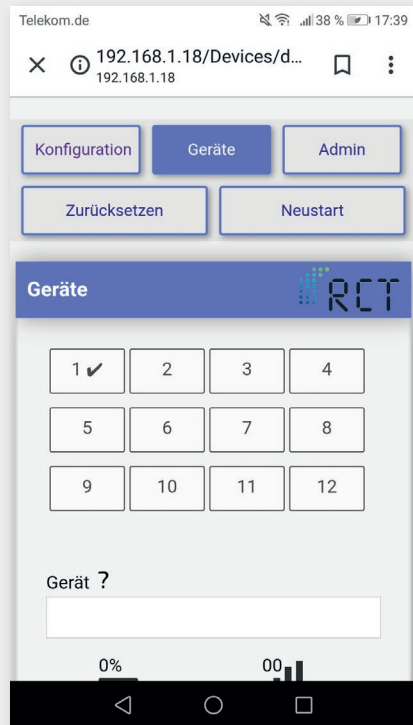 Telekom.de 38 % 17:39
192.168.1.18/Devices/d...
192.168.1.18
Konfiguration Geräte Admin
Zurücksetzen Neustart
Geräte RCT
1 ✔ 2 3 4
5 6 7 8
9 10 11 12
Gerät ?
0% 00